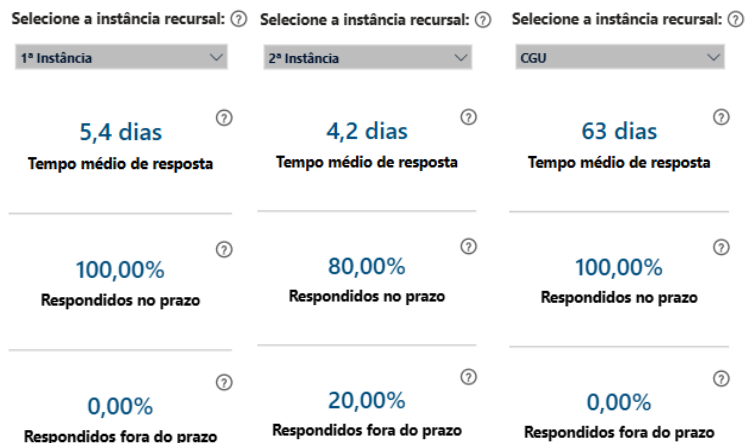 Selecione a instância recursal: ?
1ª Instância
5,4 dias ?
Tempo médio de resposta
100,00% ?
Respondidos no prazo
0,00% ?
Respondidos fora do prazo
Selecione a instância recursal: ?
2ª Instância
4,2 dias ?
Tempo médio de resposta
80,00% ?
Respondidos no prazo
20,00% ?
Respondidos fora do prazo
Selecione a instância recursal: ?
CGU
63 dias ?
Tempo médio de resposta
100,00% ?
Respondidos no prazo
0,00% ?
Respondidos fora do prazo